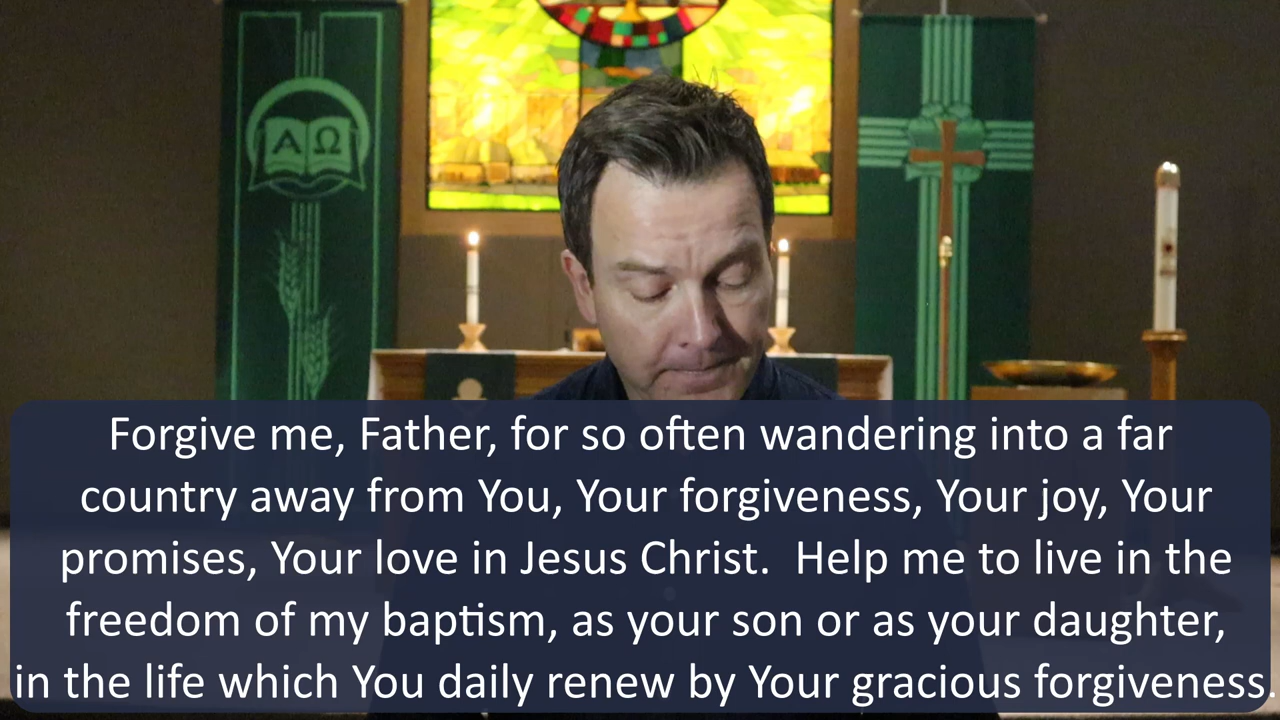 Α Ω
Forgive me, Father, for so often wandering into a far
country away from You, Your forgiveness, Your joy, Your
promises, Your love in Jesus Christ.  Help me to live in the
freedom of my baptism, as your son or as your daughter,
in the life which You daily renew by Your gracious forgiveness.